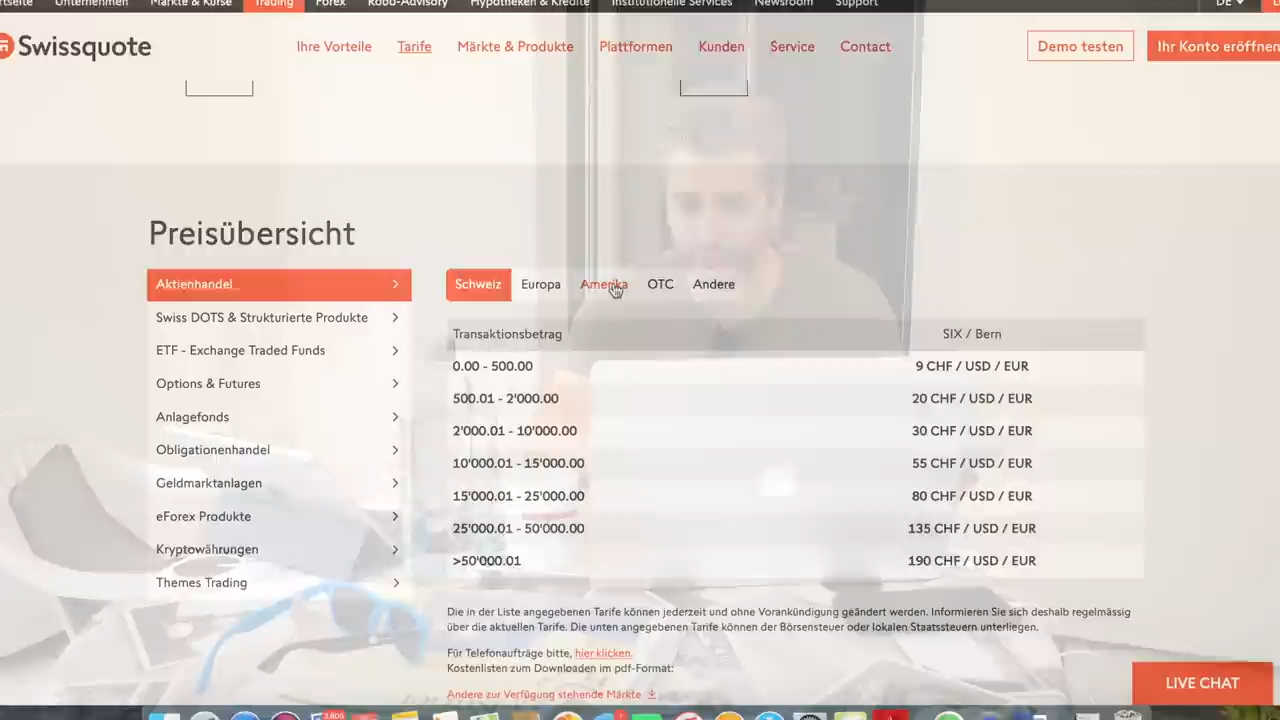 Unternehmen Märkte & Kurse Trading Forex Robo-Advisory Hypotheken & Kredite Institutionelle Services Newsroom Support DE
Swissquote Ihre Vorteile Tarife Märkte & Produkte Plattformen Kunden Service Contact Demo testen Ihr Konto eröffnen
Preisübersicht
Aktienhandel
Swiss DOTS & Strukturierte Produkte
ETF - Exchange Traded Funds
Options & Futures
Anlagefonds
Obligationenhandel
Geldmarktanlagen
eForex Produkte
Kryptowährungen
Themes Trading
Schweiz Europa Amerika OTC Andere
Transaktionsbetrag SIX / Bern
0.00 - 500.00 9 CHF / USD / EUR
500.01 - 2'000.00 20 CHF / USD / EUR
2'000.01 - 10'000.00 30 CHF / USD / EUR
10'000.01 - 15'000.00 55 CHF / USD / EUR
15'000.01 - 25'000.00 80 CHF / USD / EUR
25'000.01 - 50'000.00 135 CHF / USD / EUR
>50'000.01 190 CHF / USD / EUR
Die in der Liste angegebenen Tarife können jederzeit und ohne Vorankündigung geändert werden. Informieren Sie sich deshalb regelmässig
über die aktuellen Tarife. Die unten angegebenen Tarife können der Börsensteuer oder lokalen Staatssteuern unterliegen.
Für Telefonaufträge bitte, hier klicken.
Kostenlisten zum Downloaden im pdf-Format:
Andere zur Verfügung stehende Märkte
LIVE CHAT
3,805